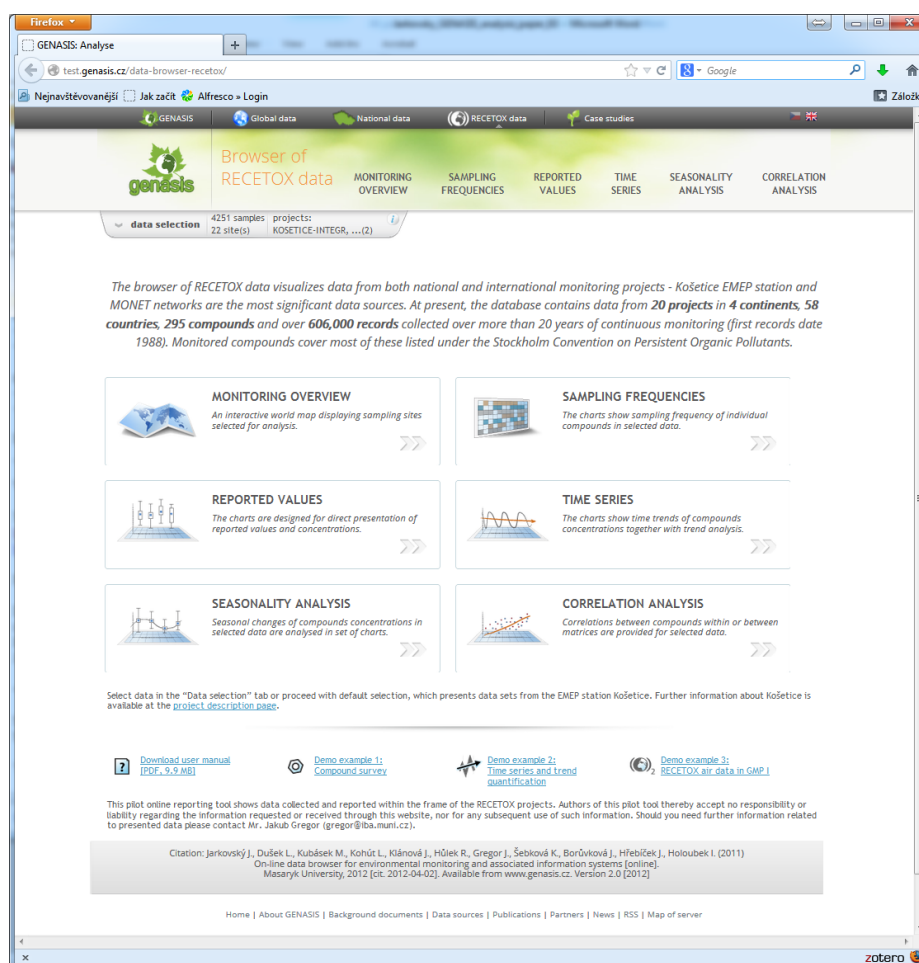 Firefox
GENASIS: Analyse
test.genasis.cz/data-browser-recetox/
Google
Nejnavštěvovanější Jak začít Alfresco » Login
Záložk
GENASIS Global data National data RECETOX data Case studies
genasis
Browser of
RECETOX data
MONITORING
OVERVIEW
SAMPLING
FREQUENCIES
REPORTED
VALUES
TIME
SERIES
SEASONALITY
ANALYSIS
CORRELATION
ANALYSIS
data selection
4251 samples projects:
22 site(s) KOSETICE-INTEGR, ...(2)
The browser of RECETOX data visualizes data from both national and international monitoring projects - Košetice EMEP station and
MONET networks are the most significant data sources. At present, the database contains data from 20 projects in 4 continents, 58
countries, 295 compounds and over 606,000 records collected over more than 20 years of continuous monitoring (first records date
1988). Monitored compounds cover most of these listed under the Stockholm Convention on Persistent Organic Pollutants.
MONITORING OVERVIEW
An interactive world map displaying sampling sites
selected for analysis.
SAMPLING FREQUENCIES
The charts show sampling frequency of individual
compounds in selected data.
REPORTED VALUES
The charts are designed for direct presentation of
reported values and concentrations.
TIME SERIES
The charts show time trends of compounds
concentrations together with trend analysis.
SEASONALITY ANALYSIS
Seasonal changes of compounds concentrations in
selected data are analysed in set of charts.
CORRELATION ANALYSIS
Correlations between compounds within or between
matrices are provided for selected data.
Select data in the “Data selection” tab or proceed with default selection, which presents data sets from the EMEP station Košetice. Further information about Košetice is
available at the project description page.
Download user manual
[PDF, 9.9 MB]
Demo example 1:
Compound survey
Demo example 2:
Time series and trend
quantification
Demo example 3:
RECETOX air data in GMP I
This pilot online reporting tool shows data collected and reported within the frame of the RECETOX projects. Authors of this pilot tool thereby accept no responsibility or
liability regarding the information requested or received through this website, nor for any subsequent use of such information. Should you need further information related
to presented data please contact Mr. Jakub Gregor (gregor@iba.muni.cz).
Citation: Jarkovský J., Dušek L., Kubásek M., Kohút L., Klánová J., Hůlek R., Gregor J., Šebková K., Borůvková J., Hřebíček J., Holoubek I. (2011)
On-line data browser for environmental monitoring and associated information systems [online].
Masaryk University, 2012 [cit. 2012-04-02]. Available from www.genasis.cz. Version 2.0 [2012]
Home | About GENASIS | Background documents | Data sources | Publications | Partners | News | RSS | Map of server
zotero